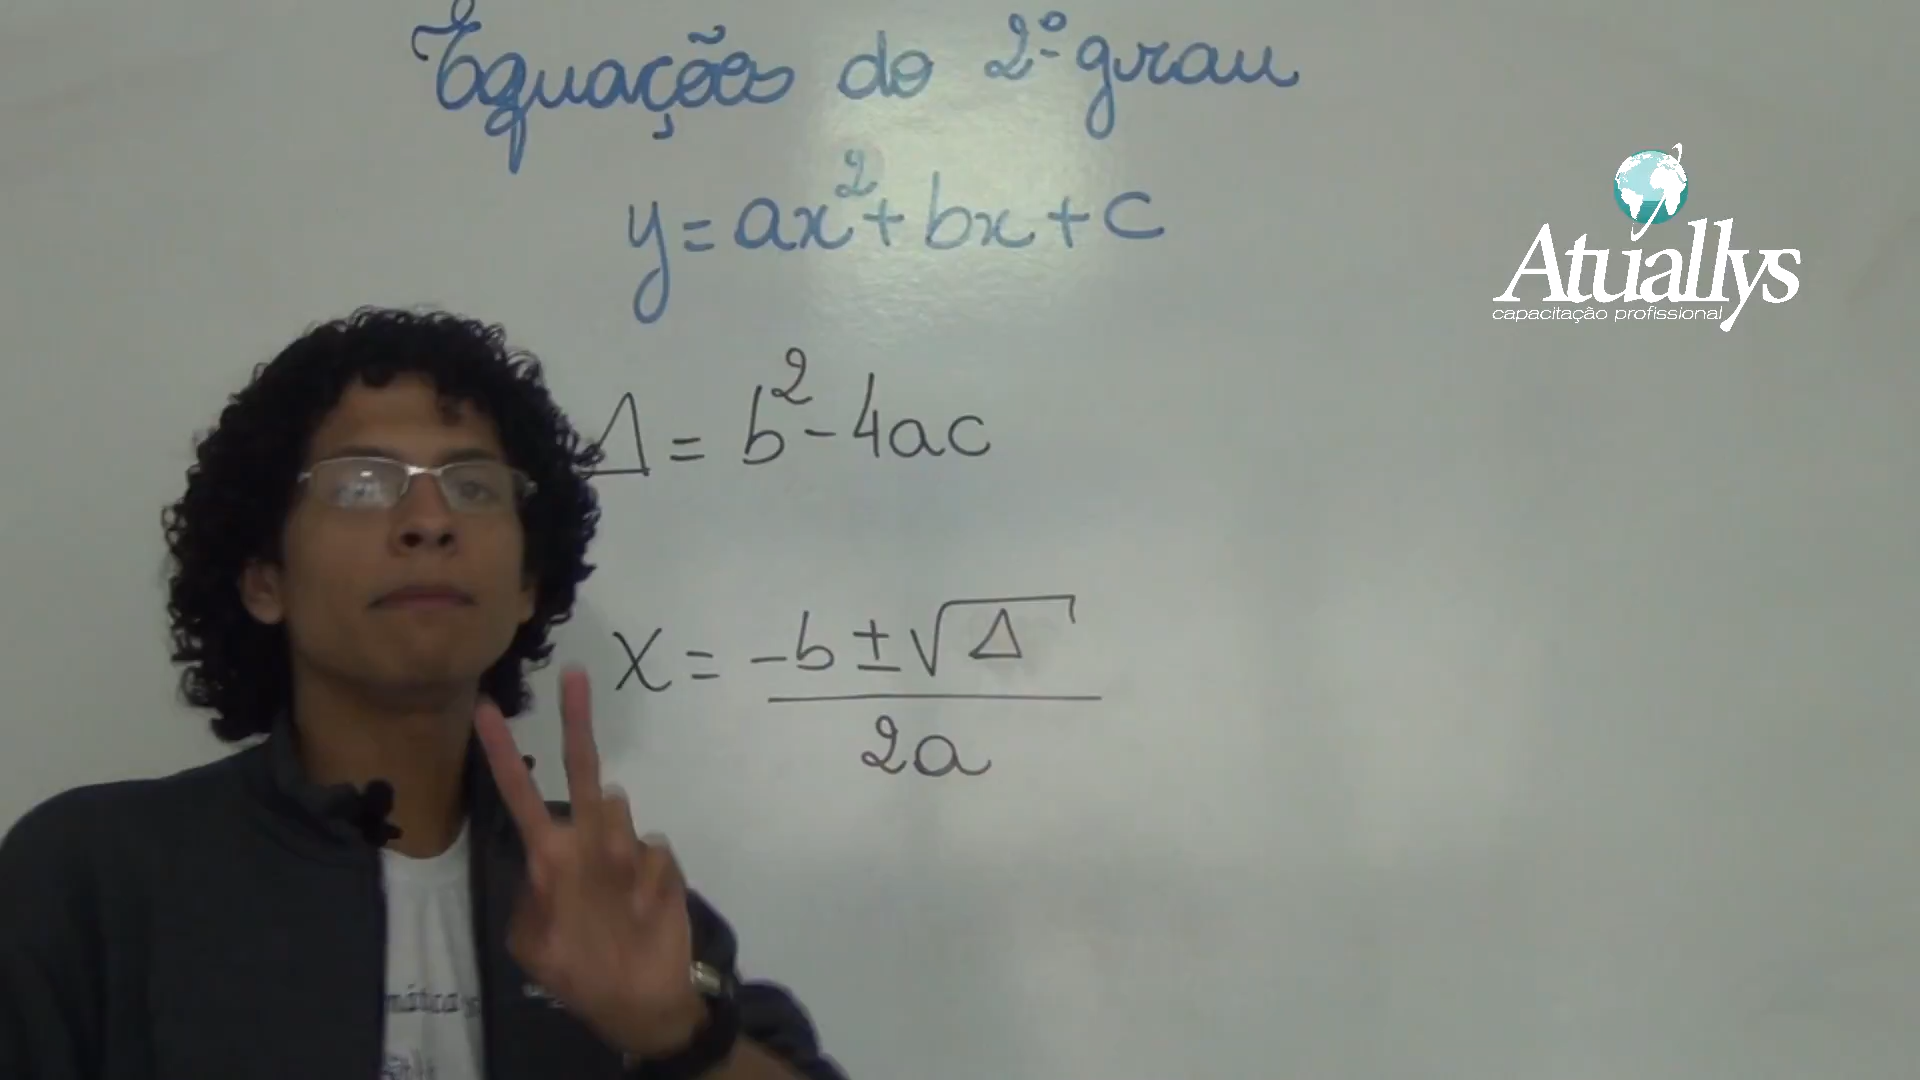 Equações do 2º grau
y = ax² + bx + c
Δ = b² - 4ac
x = -b ± √Δ
2a
Atuallys
capacitação profissional